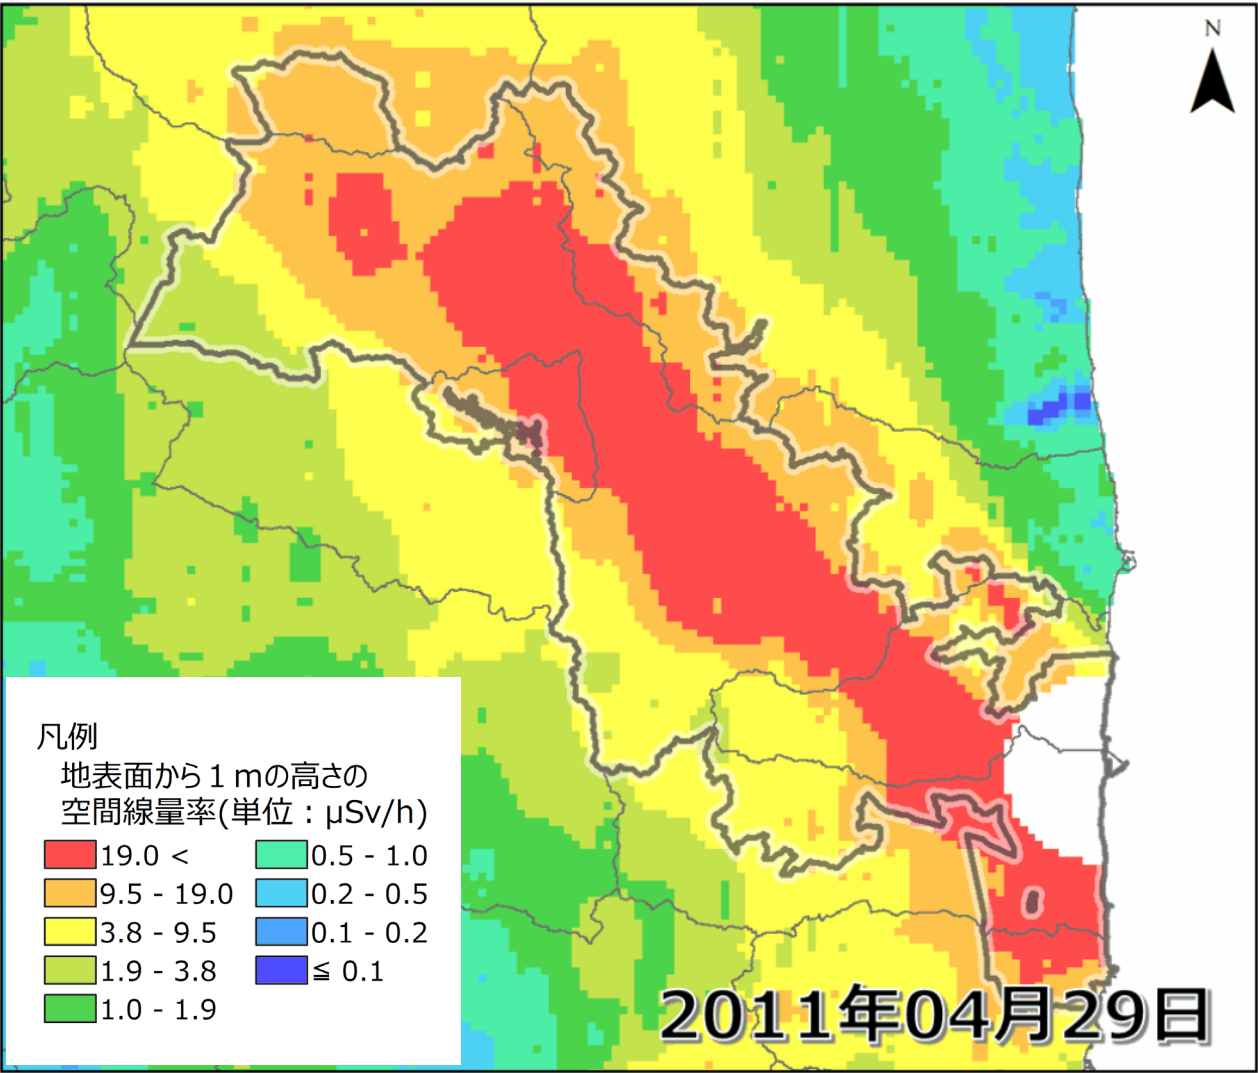 N
凡例
地表面から1mの高さの
空間線量率(単位：μSv/h)
19.0 <
9.5 - 19.0
3.8 - 9.5
1.9 - 3.8
1.0 - 1.9
0.5 - 1.0
0.2 - 0.5
0.1 - 0.2
≦ 0.1
2011年04月29日